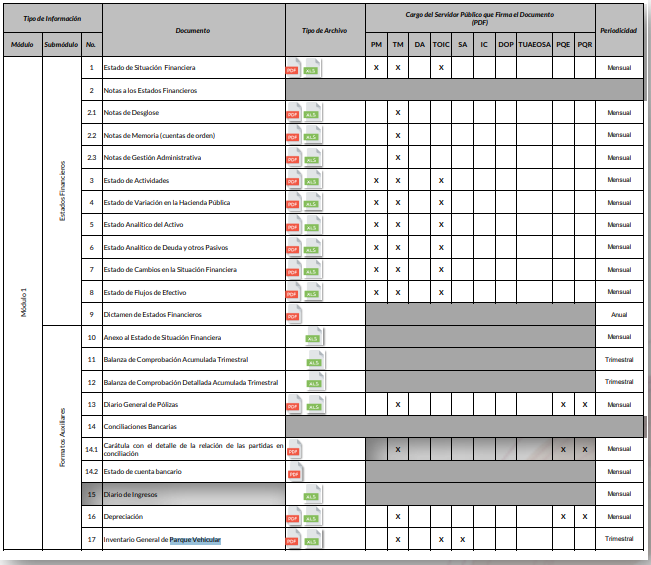 Tipo de Información
Documento
Tipo de Archivo
Cargo del Servidor Público que Firma el Documento
(PDF)
Periodicidad
Módulo Submódulo No. PM TM DA TOIC SA IC DOP TUAEOSA PQE PQR
Módulo 1
Estados Financieros
1 Estado de Situación Financiera PDF XLS X X X Mensual
2 Notas a los Estados Financieros
2.1 Notas de Desglose PDF XLS X Mensual
2.2 Notas de Memoria (cuentas de orden) PDF XLS X Mensual
2.3 Notas de Gestión Administrativa PDF XLS X Mensual
3 Estado de Actividades PDF XLS X X X Mensual
4 Estado de Variación en la Hacienda Pública PDF XLS X X X Mensual
5 Estado Analítico del Activo PDF XLS X X X Mensual
6 Estado Analítico de Deuda y otros Pasivos PDF XLS X X X Mensual
7 Estado de Cambios en la Situación Financiera PDF XLS X X X Mensual
8 Estado de Flujos de Efectivo PDF XLS X X X Mensual
9 Dictamen de Estados Financieros PDF Anual
Formatos Auxiliares
10 Anexo al Estado de Situación Financiera XLS Mensual
11 Balanza de Comprobación Acumulada Trimestral XLS Trimestral
12 Balanza de Comprobación Detallada Acumulada Trimestral XLS Trimestral
13 Diario General de Pólizas PDF XLS X X X Mensual
14 Conciliaciones Bancarias
14.1 Carátula con el detalle de la relación de las partidas en
conciliación PDF X X X Mensual
14.2 Estado de cuenta bancario PDF Mensual
15 Diario de Ingresos XLS Mensual
16 Depreciación PDF XLS X X X Mensual
17 Inventario General de Parque Vehicular PDF XLS X X X Trimestral